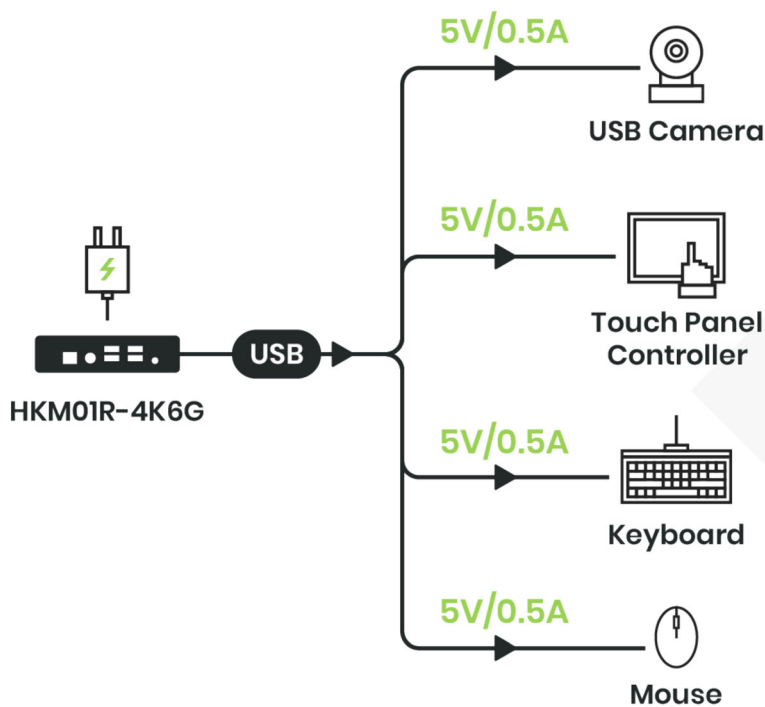 5V/0.5A
USB Camera
5V/0.5A
Touch Panel
Controller
USB
HKM01R-4K6G
5V/0.5A
Keyboard
5V/0.5A
Mouse